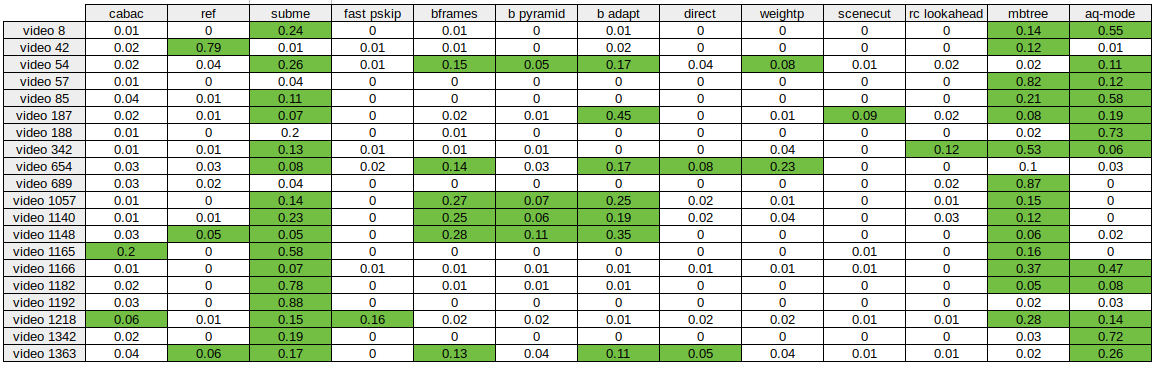 cabac ref subme fast pskip bframes b pyramid b adapt direct weightp scenecut rc lookahead mbtree aq-mode
video 8 0.01 0 0.24 0 0.01 0 0.01 0 0 0 0 0.14 0.55
video 42 0.02 0.79 0.01 0.01 0.01 0 0.02 0 0 0 0 0.12 0.01
video 54 0.02 0.04 0.26 0.01 0.15 0.05 0.17 0.04 0.08 0.01 0.02 0.02 0.11
video 57 0.01 0 0.04 0 0 0 0 0 0 0 0 0.82 0.12
video 85 0.04 0.01 0.11 0 0.01 0.01 0.01 0 0 0 0 0.21 0.58
video 187 0.02 0.01 0.07 0 0.02 0.01 0.45 0 0.01 0.09 0.02 0.08 0.19
video 188 0.01 0 0.2 0 0.01 0 0 0 0 0 0 0.02 0.73
video 342 0.01 0.01 0.13 0.01 0.01 0.01 0 0 0.04 0 0.12 0.53 0.06
video 654 0.03 0.03 0.08 0.02 0.14 0.03 0.17 0.08 0.23 0 0 0.1 0.03
video 689 0.03 0.02 0.04 0 0 0 0 0 0 0 0.02 0.87 0
video 1057 0.01 0 0.14 0 0.27 0.07 0.25 0.02 0.01 0 0.01 0.15 0
video 1140 0.01 0.01 0.23 0 0.25 0.06 0.19 0.02 0.04 0 0.03 0.12 0
video 1148 0.03 0.05 0.05 0 0.28 0.11 0.35 0 0 0 0 0.06 0.02
video 1165 0.2 0 0.58 0 0 0 0 0 0 0.01 0 0.16 0
video 1166 0.01 0 0.07 0.01 0.01 0.01 0.01 0.01 0.01 0.01 0 0.37 0.47
video 1182 0.02 0 0.78 0 0.01 0.01 0.01 0 0 0 0 0.05 0.08
video 1192 0.03 0 0.88 0 0 0 0 0 0 0 0 0.02 0.03
video 1218 0.06 0.01 0.15 0.16 0.02 0.02 0.01 0.02 0.02 0.01 0.01 0.28 0.14
video 1342 0.02 0 0.19 0 0 0 0 0 0 0 0 0.03 0.72
video 1363 0.04 0.06 0.17 0 0.13 0.04 0.11 0.05 0.04 0.01 0.01 0.02 0.26